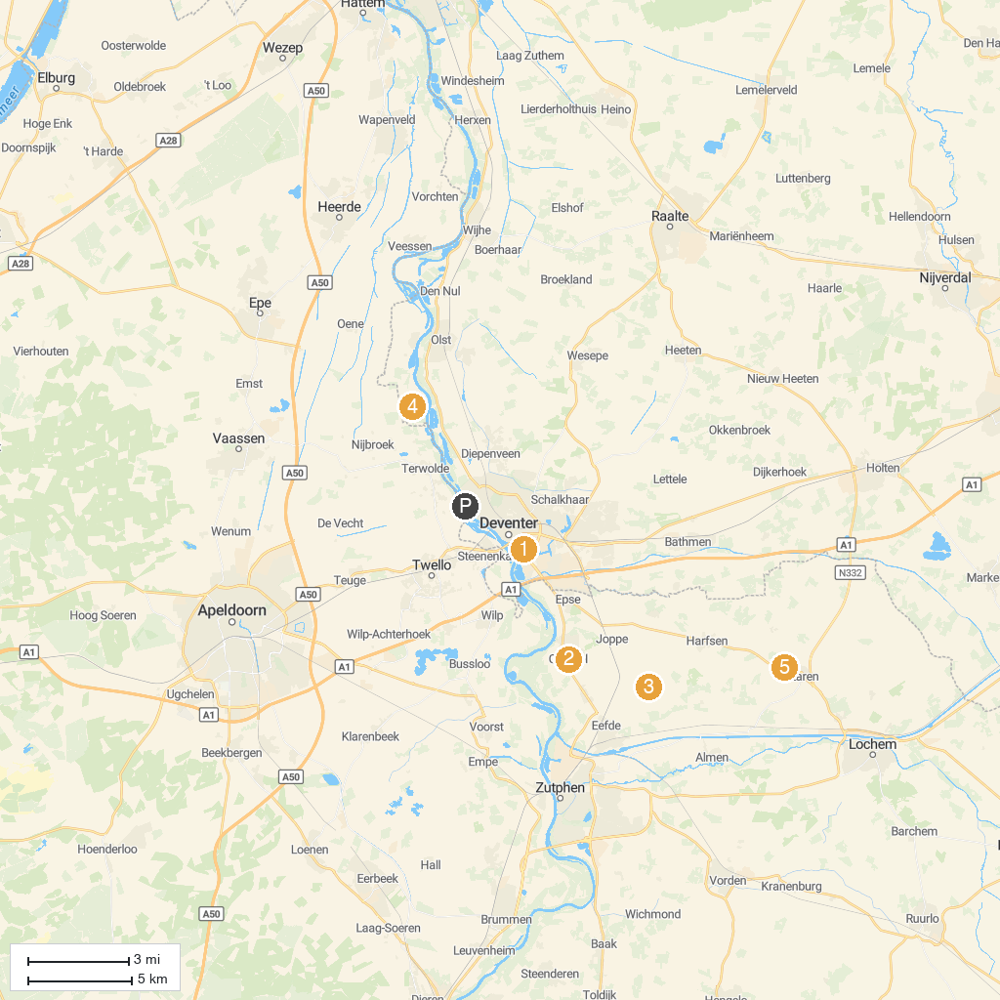 Hattem
Oosterwolde
Wezep
Laag Zuthem
Den Ha
Elburg
Oldebroek
't Loo
A50
Windesheim
Lemele
Lemelerveld
meer
Hoge Enk
Wapenveld
Herxen
Lierderholthuis
Heino
Doornspijk
't Harde
A28
Luttenberg
Heerde
Vorchten
Elshof
Raalte
Hellendoorn
Wijhe
Mariënheem
Hulsen
Veessen
Boerhaar
A28
A50
Den Nul
Broekland
Haarle
Nijverdal
Epe
Oene
Olst
Vierhouten
Wesepe
Heeten
Emst
Nieuw Heeten
4
Vaassen
Nijbroek
Okkenbroek
Diepenveen
A50
Terwolde
Lettele
Dijkerhoek
Holten
A1
P
Schalkhaar
Wenum
De Vecht
Deventer
Bathmen
A1
1
Steenenka
Twello
N332
Teuge
Marke
A50
A1
Epse
Hoog Soeren
Apeldoorn
Wilp
Wilp-Achterhoek
Joppe
Harfsen
A1
2
5
A1
Bussloo
3
aren
Ugchelen
A1
Klarenbeek
Voorst
Eefde
Beekbergen
Empe
Almen
Lochem
A50
Zutphen
Hoenderloo
Loenen
Barchem
Hall
Eerbeek
Vorden
Kranenburg
A50
Laag-Soeren
Brummen
Wichmond
Ruurlo
Leuvenheim
Baak
3 mi
5 km
Steenderen
Dieren
Toldijk
Hengelo